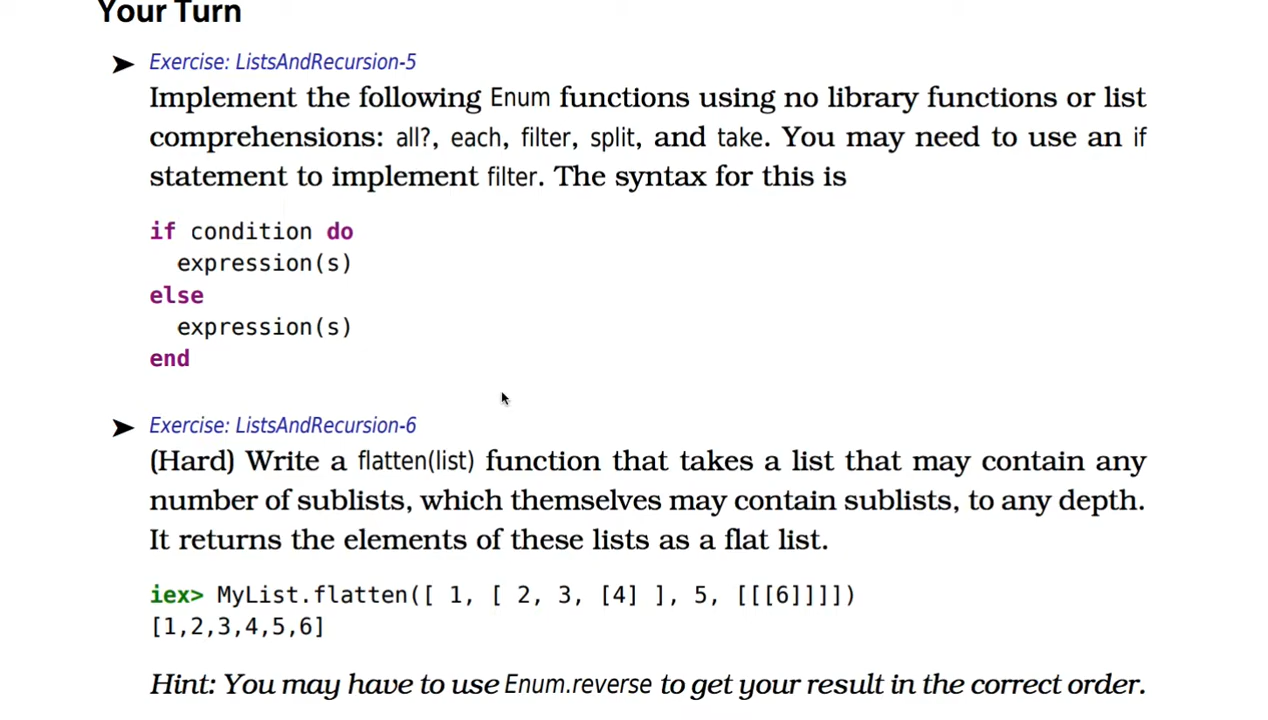 Your Turn
➤ Exercise: ListsAndRecursion-5
Implement the following Enum functions using no library functions or list
comprehensions: all?, each, filter, split, and take. You may need to use an if
statement to implement filter. The syntax for this is
if condition do
  expression(s)
else
  expression(s)
end
➤ Exercise: ListsAndRecursion-6
(Hard) Write a flatten(list) function that takes a list that may contain any
number of sublists, which themselves may contain sublists, to any depth.
It returns the elements of these lists as a flat list.
iex> MyList.flatten([ 1, [ 2, 3, [4] ], 5, [[[6]]]])
[1,2,3,4,5,6]
Hint: You may have to use Enum.reverse to get your result in the correct order.